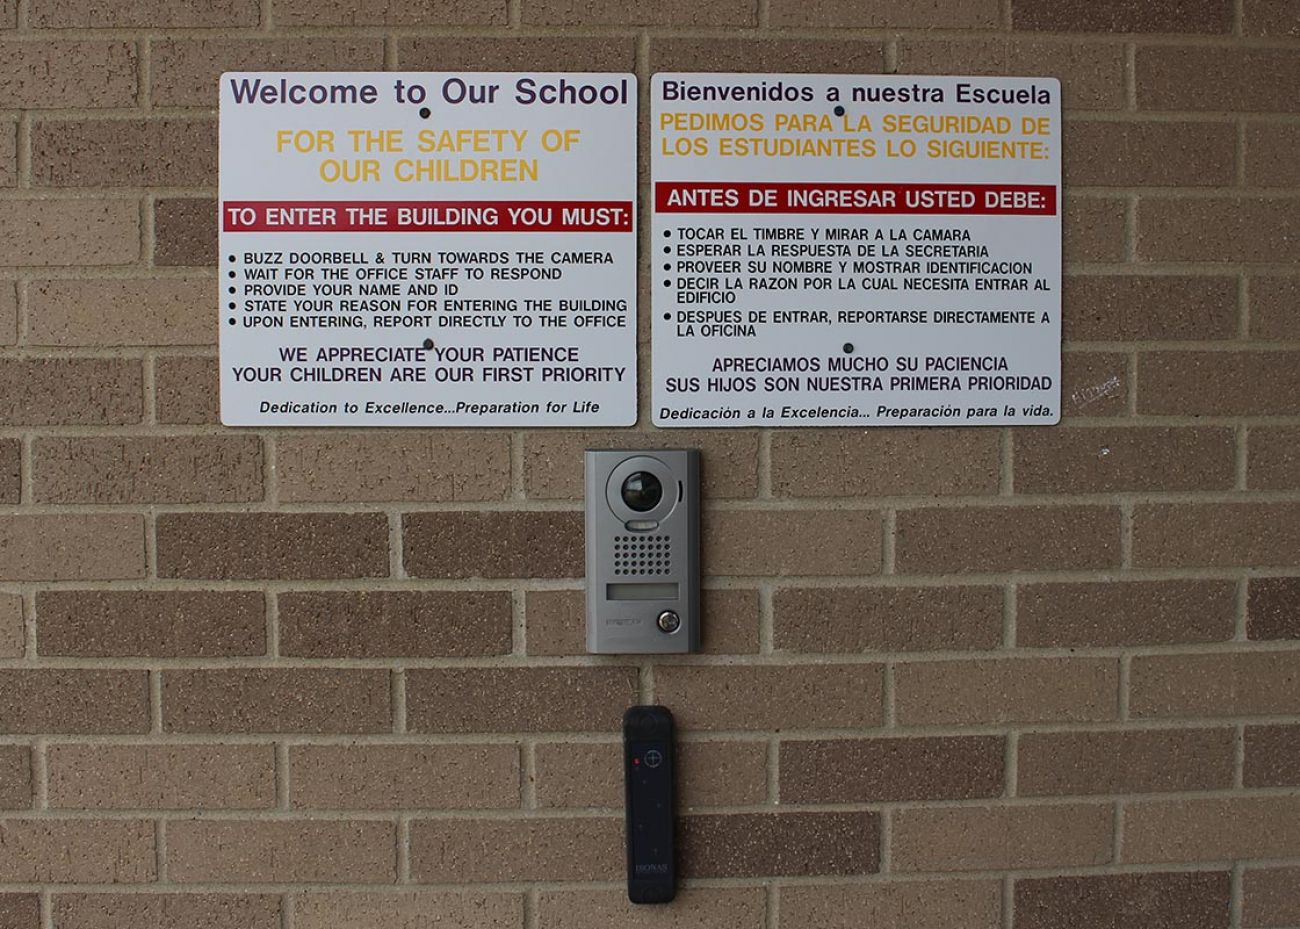 Welcome to Our School
FOR THE SAFETY OF
OUR CHILDREN
TO ENTER THE BUILDING YOU MUST:
• BUZZ DOORBELL & TURN TOWARDS THE CAMERA
• WAIT FOR THE OFFICE STAFF TO RESPOND
• PROVIDE YOUR NAME AND ID
• STATE YOUR REASON FOR ENTERING THE BUILDING
• UPON ENTERING, REPORT DIRECTLY TO THE OFFICE
WE APPRECIATE YOUR PATIENCE
YOUR CHILDREN ARE OUR FIRST PRIORITY
Dedication to Excellence...Preparation for Life
Bienvenidos a nuestra Escuela
PEDIMOS PARA LA SEGURIDAD DE
LOS ESTUDIANTES LO SIGUIENTE:
ANTES DE INGRESAR USTED DEBE:
• TOCAR EL TIMBRE Y MIRAR A LA CAMARA
• ESPERAR LA RESPUESTA DE LA SECRETARIA
• PROVEER SU NOMBRE Y MOSTRAR IDENTIFICACION
• DECIR LA RAZON POR LA CUAL NECESITA ENTRAR AL
EDIFICIO
• DESPUES DE ENTRAR, REPORTARSE DIRECTAMENTE A
LA OFICINA
APRECIAMOS MUCHO SU PACIENCIA
SUS HIJOS SON NUESTRA PRIMERA PRIORIDAD
Dedicación a la Excelencia... Preparación para la vida.
ISONAS